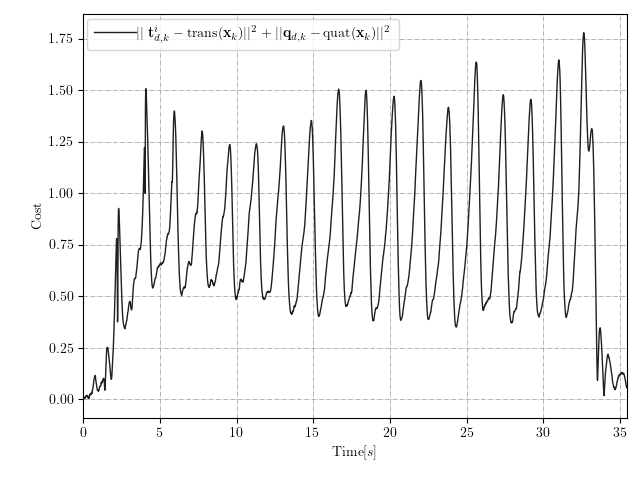 || t^i_{d,k} − trans(x_k)||² + ||q_{d,k} − quat(x_k)||²
1.75
1.50
1.25
1.00
0.75
0.50
0.25
0.00
Cost
0 5 10 15 20 25 30 35
Time[s]